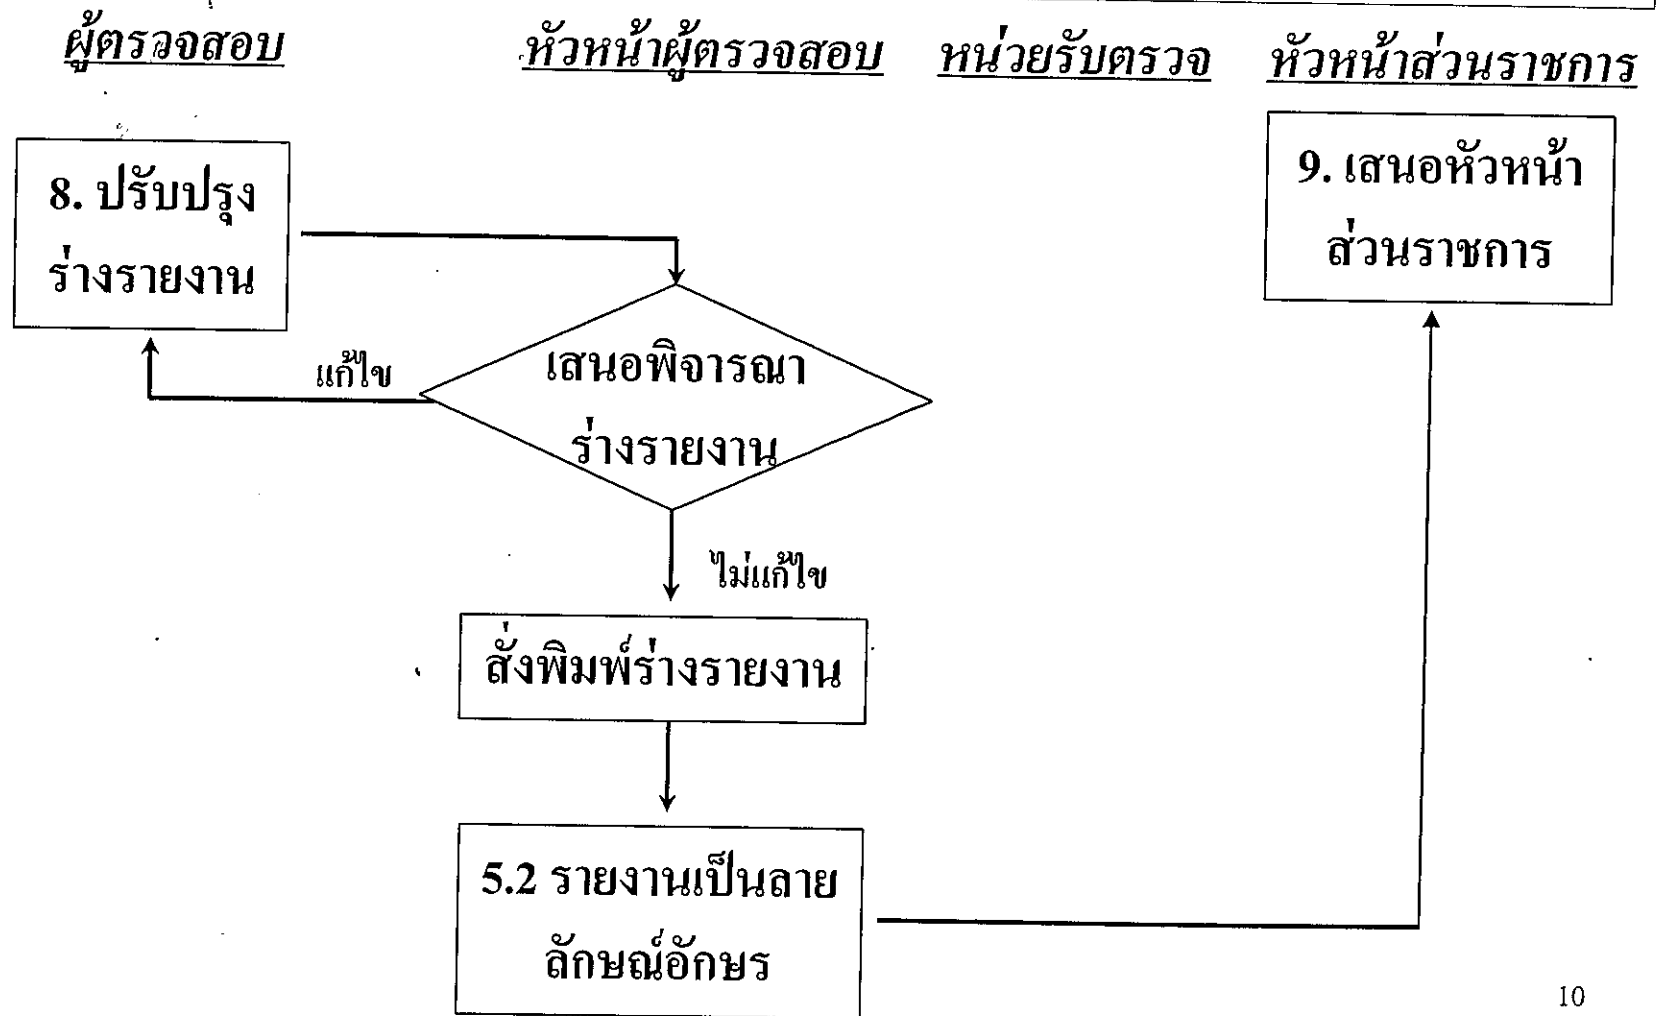 ผู้ตรวจสอบ หัวหน้าผู้ตรวจสอบ หน่วยรับตรวจ หัวหน้าส่วนราชการ
8. ปรับปรุง
ร่างรายงาน
9. เสนอหัวหน้า
ส่วนราชการ
แก้ไข
เสนอพิจารณา
ร่างรายงาน
ไม่แก้ไข
สั่งพิมพ์ร่างรายงาน
5.2 รายงานเป็นลาย
ลักษณ์อักษร
10